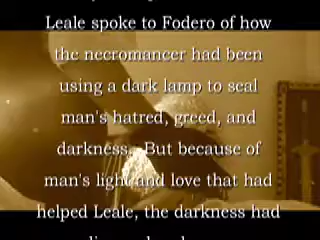 Leale spoke to Fodero of how
the necromancer had been
using a dark lamp to seal
man's hatred, greed, and
darkness. But because of
man's light and love that had
helped Leale, the darkness had